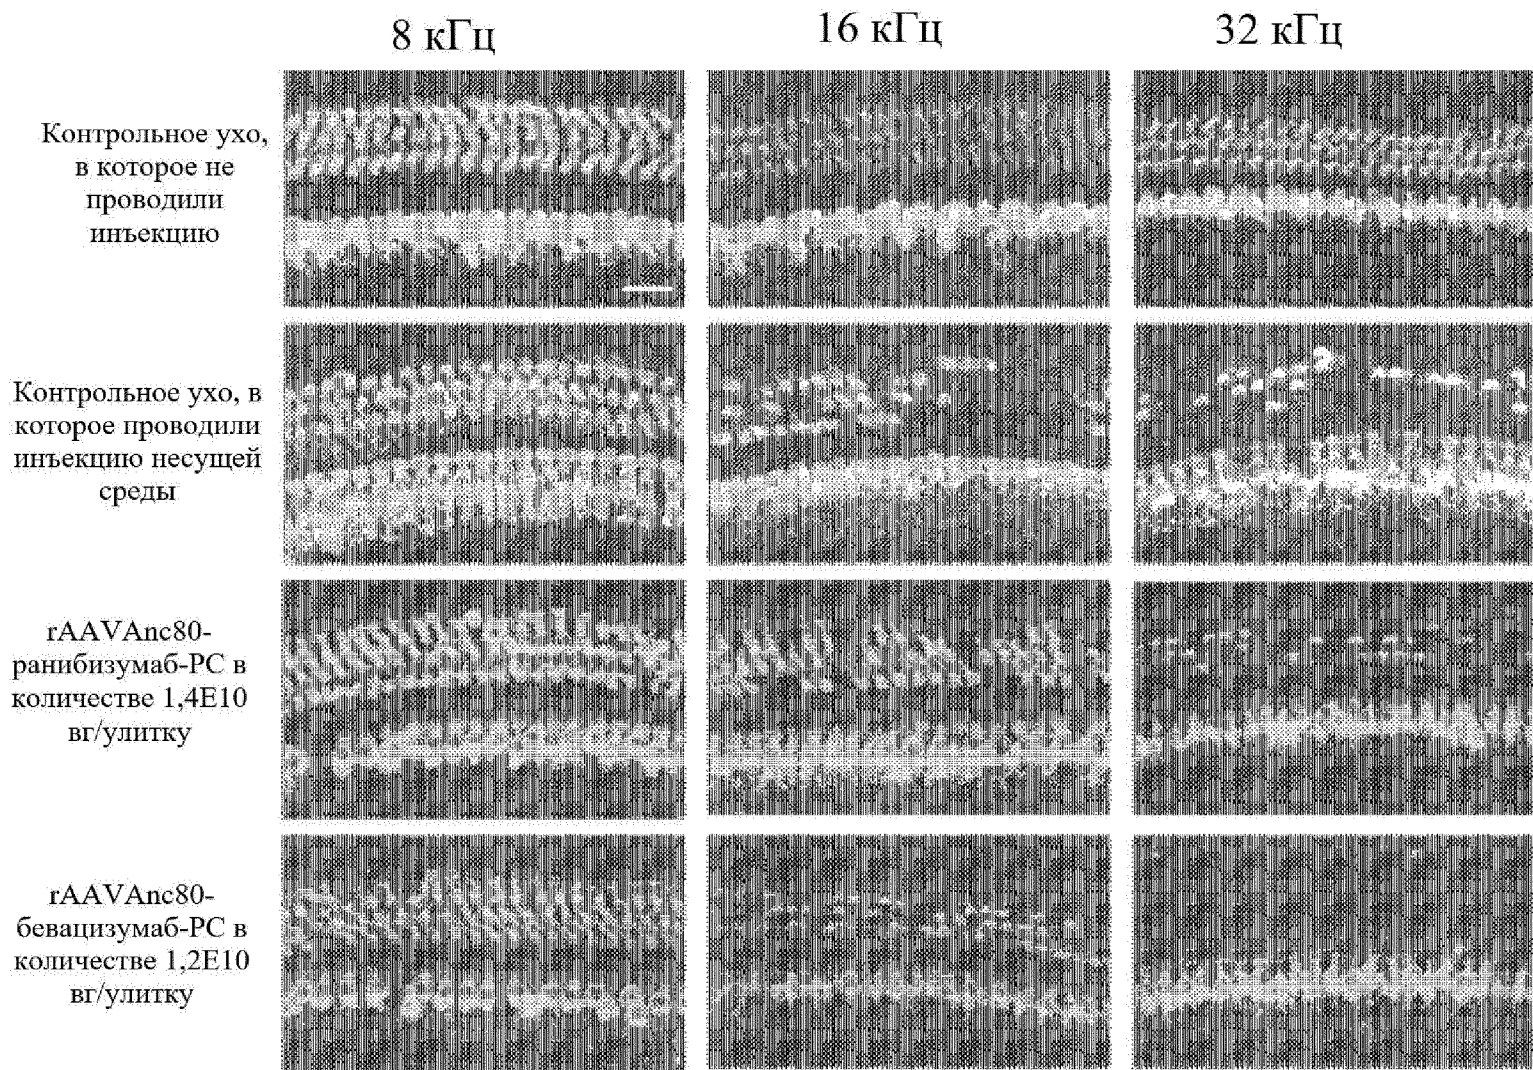 8 кГц
16 кГц
32 кГц
Контрольное ухо,
в которое не
проводили
инъекцию
Контрольное ухо, в
которое проводили
инъекцию несущей
среды
rAAVAnc80-
ранибизумаб-PC в
количестве 1,4E10
вг/улитку
rAAVAnc80-
бевацизумаб-PC в
количестве 1,2E10
вг/улитку